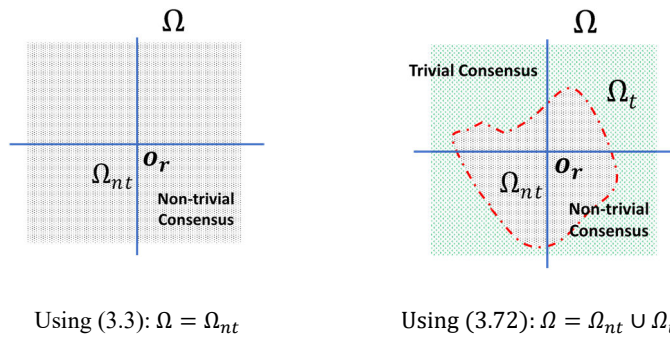 Ω
Ω_nt
o_r
Non-trivial
Consensus
Using (3.3): Ω = Ω_nt
Ω
Trivial Consensus
Ω_t
Ω_nt
o_r
Non-trivial
Consensus
Using (3.72): Ω = Ω_nt ∪ Ω